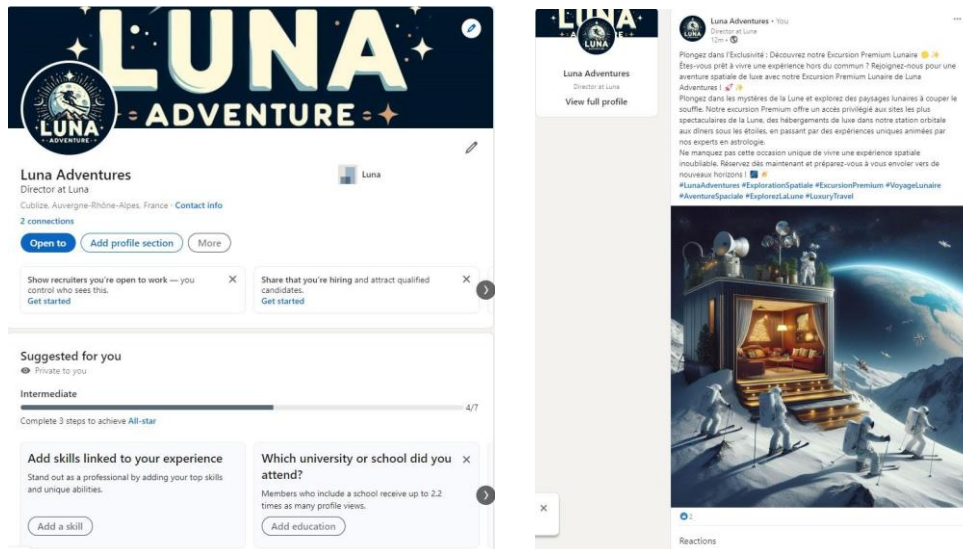 LUNA
ADVENTURE
LUNA
ADVENTURE
Luna Adventures
Director at Luna
Luna
Cublize, Auvergne-Rhône-Alpes, France · Contact info
2 connections
Open to
Add profile section
More
Show recruiters you're open to work — you
control who sees this.
Get started
Share that you're hiring and attract qualified
candidates.
Get started
Suggested for you
Private to you
Intermediate
4/7
Complete 3 steps to achieve All-star
Add skills linked to your experience
Stand out as a professional by adding your top skills
and unique abilities.
Add a skill
Which university or school did you
attend?
Members who include a school receive up to 2.2
times as many profile views.
Add education
LUNA
LUNA
Luna Adventures
Director at Luna
View full profile
LUNA
Luna Adventures • You
Director at Luna
12m •
Plongez dans l'Exclusivité : Découvrez notre Excursion Premium Lunaire
Êtes-vous prêt à vivre une expérience hors du commun ? Rejoignez-nous pour une
aventure spatiale de luxe avec notre Excursion Premium Lunaire de Luna
Adventures !
Plongez dans les mystères de la Lune et explorez des paysages lunaires à couper le
souffle. Notre excursion Premium offre un accès privilégié aux sites les plus
spectaculaires de la Lune, des hébergements de luxe dans notre station orbitale
aux dîners sous les étoiles, en passant par des expériences uniques animées par
nos experts en astrologie.
Ne manquez pas cette occasion unique de vivre une expérience spatiale
inoubliable. Réservez dès maintenant et préparez-vous à vous envoler vers de
nouveaux horizons !
#LunaAdventures #ExplorationSpatiale #ExcursionPremium #VoyageLunaire
#AventureSpaciale #ExplorezLaLune #LuxuryTravel
2
Reactions